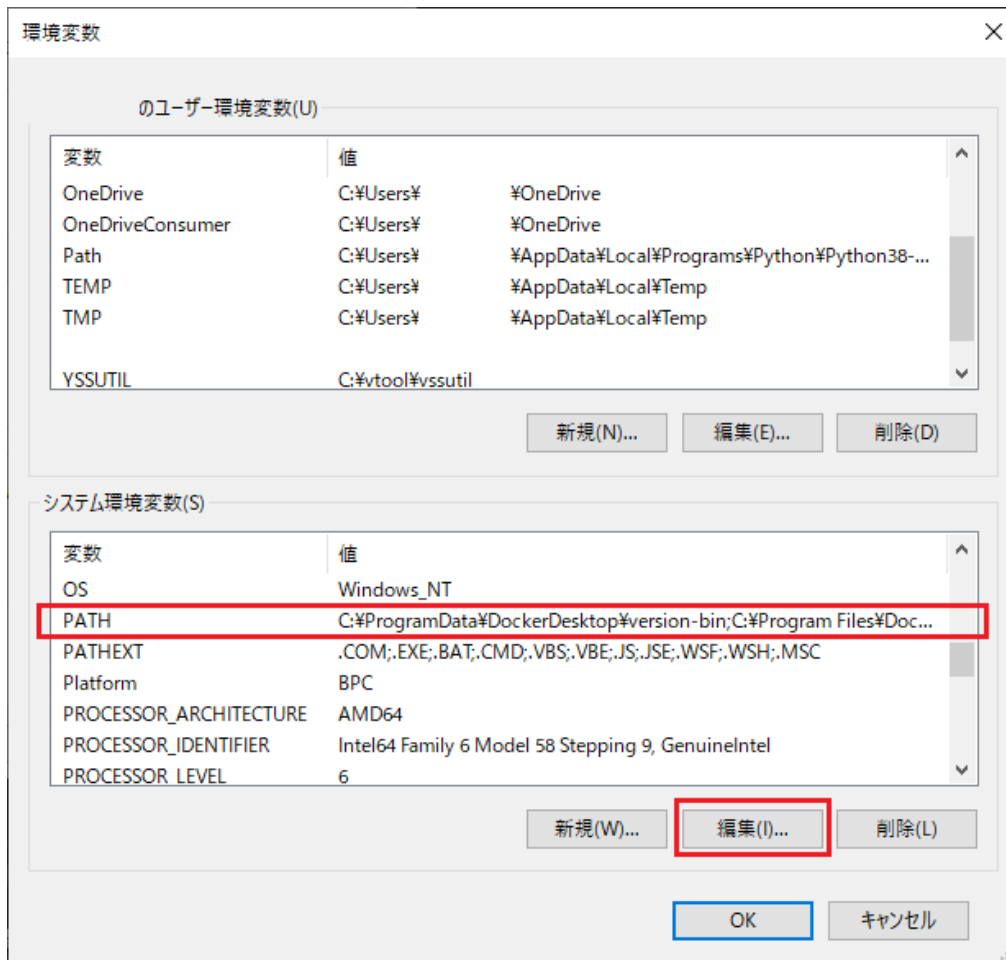 環境変数
のユーザー環境変数(U)
変数 値
OneDrive C:¥Users¥ ¥OneDrive
OneDriveConsumer C:¥Users¥ ¥OneDrive
Path C:¥Users¥ ¥AppData¥Local¥Programs¥Python¥Python38-...
TEMP C:¥Users¥ ¥AppData¥Local¥Temp
TMP C:¥Users¥ ¥AppData¥Local¥Temp
YSSUTIL C:¥vtool¥vssutil
新規(N)... 編集(E)... 削除(D)
システム環境変数(S)
変数 値
OS Windows_NT
PATH C:¥ProgramData¥DockerDesktop¥version-bin;C:¥Program Files¥Doc...
PATHEXT .COM;.EXE;.BAT;.CMD;.VBS;.VBE;.JS;.JSE;.WSF;.WSH;.MSC
Platform BPC
PROCESSOR_ARCHITECTURE AMD64
PROCESSOR_IDENTIFIER Intel64 Family 6 Model 58 Stepping 9, GenuineIntel
PROCESSOR_LEVEL 6
新規(W)... 編集(I)... 削除(L)
OK キャンセル